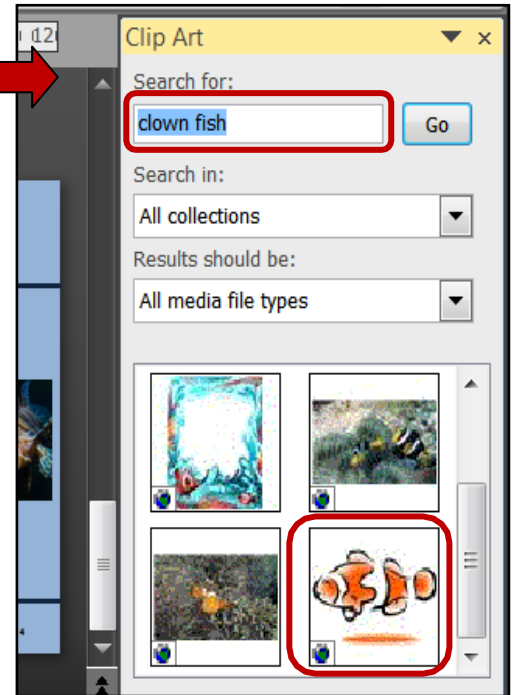 Clip Art
Search for:
clown fish
Go
Search in:
All collections
Results should be:
All media file types